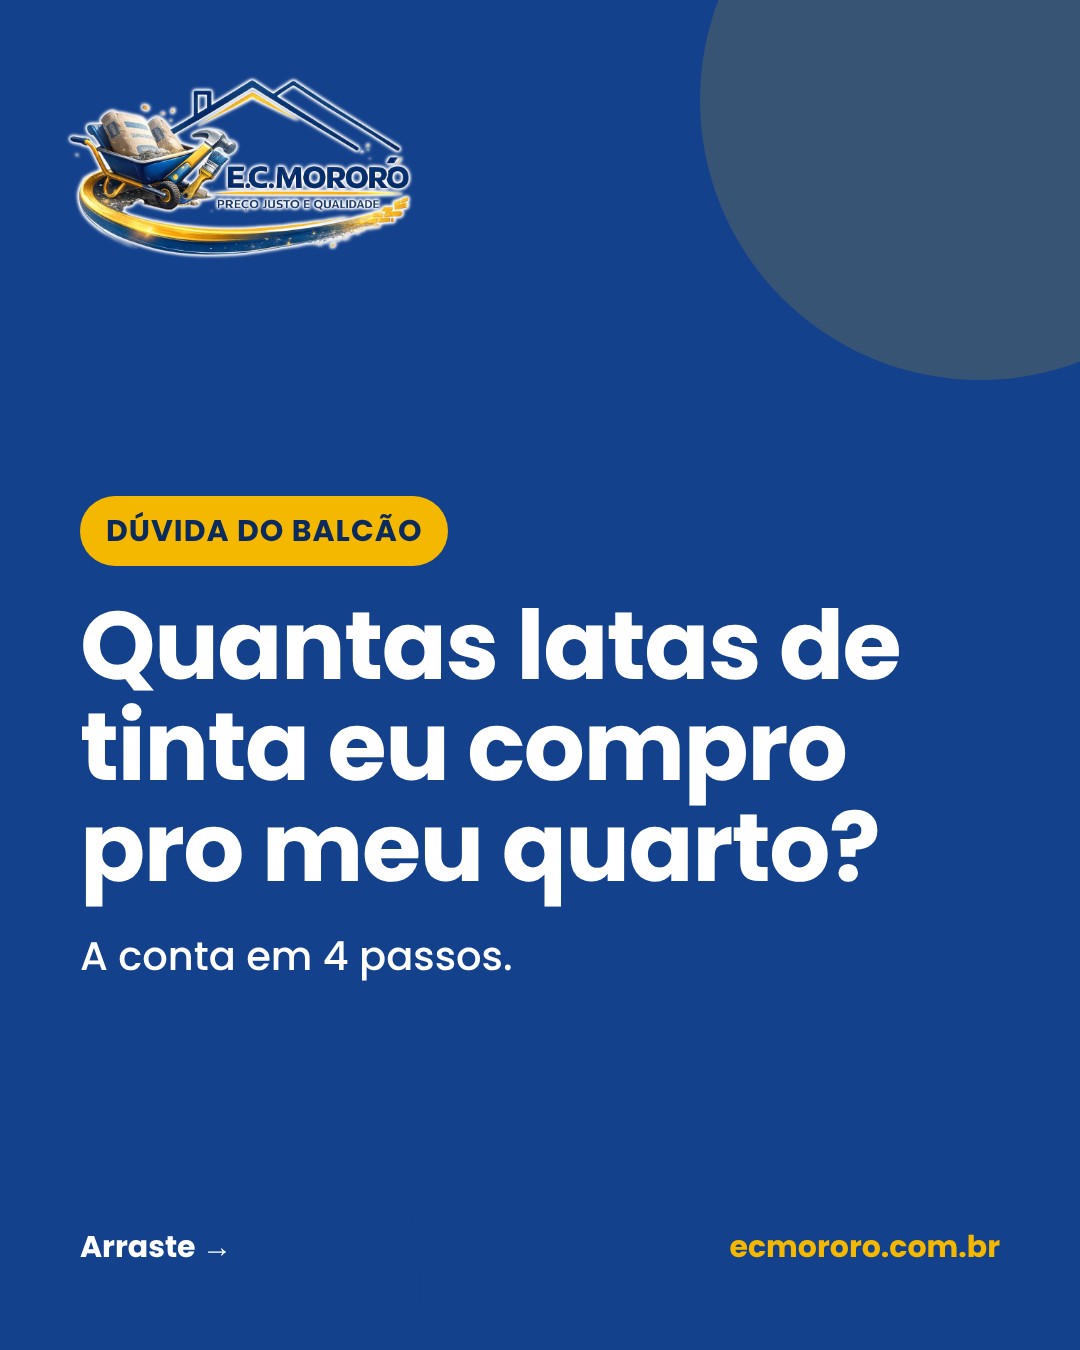 E.C.MORORÓ
PREÇO JUSTO E QUALIDADE
DÚVIDA DO BALCÃO
Quantas latas de
tinta eu compro
pro meu quarto?
A conta em 4 passos.
Arraste →
ecmororo.com.br